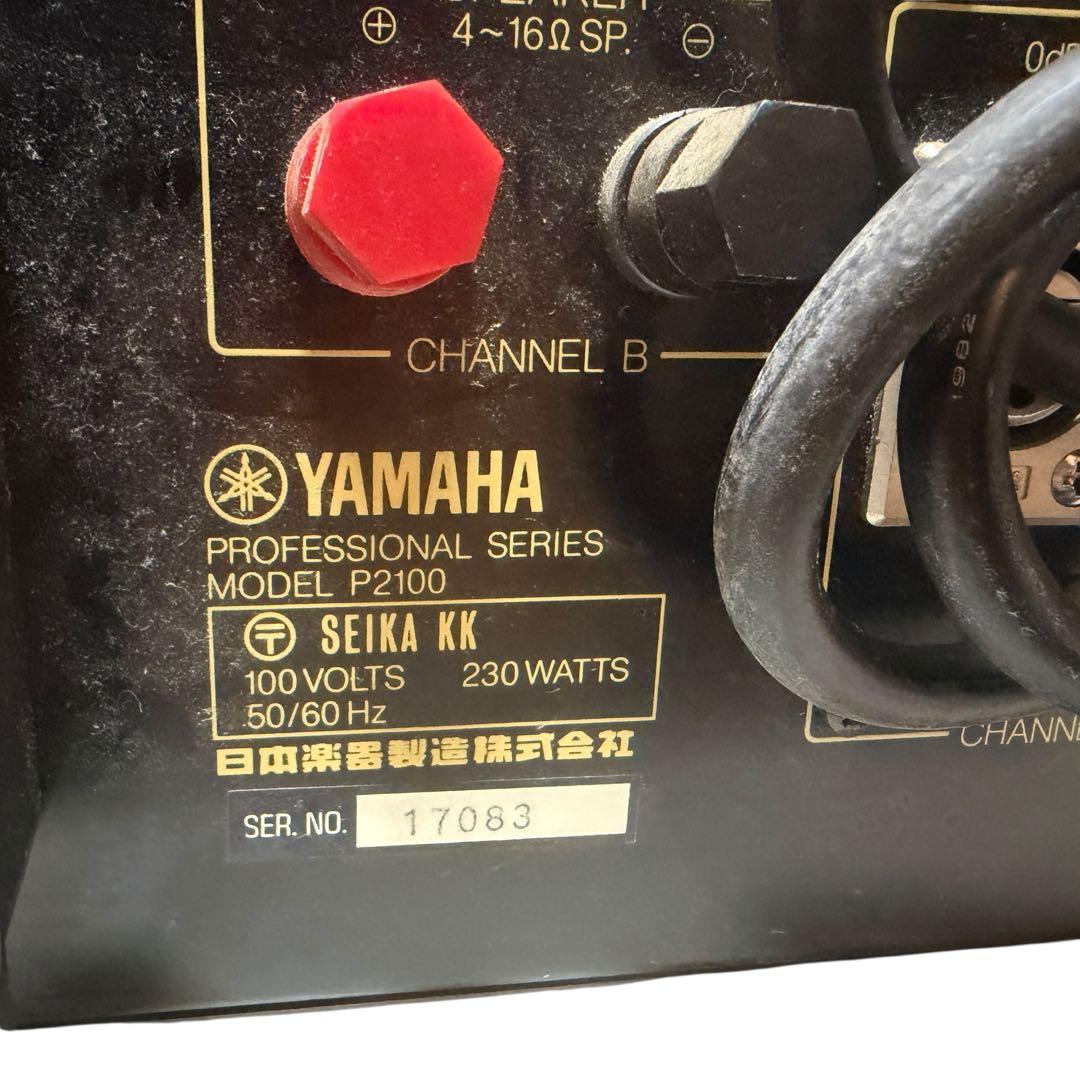 4~16Ω SP.
⊕ ⊖
CHANNEL B
1982
YAMAHA
PROFESSIONAL SERIES
MODEL P2100
SEIKA KK
100 VOLTS 230 WATTS
50/60 Hz
日本楽器製造株式会社
SER. NO. 17083